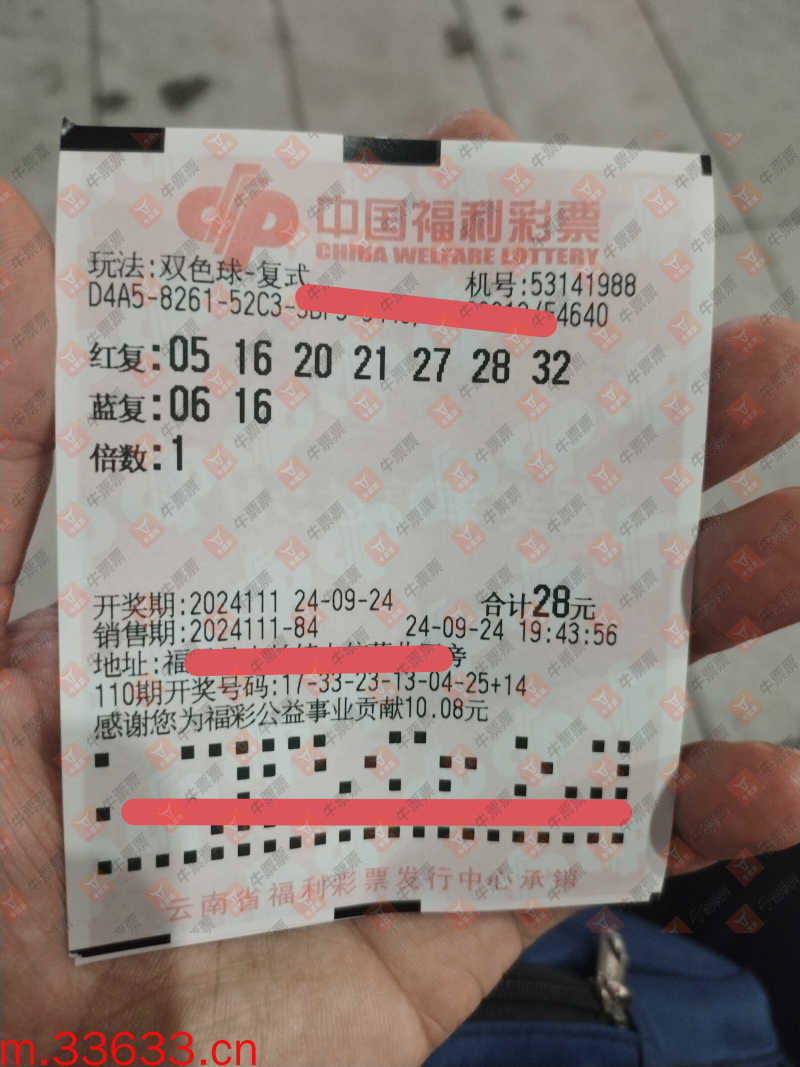 中国福利彩票
CHINA WELFARE LOTTERY
玩法:双色球-复式
机号:53141988
D4A5-8261-52C3- 54640
红复:05 16 20 21 27 28 32
蓝复:06 16
倍数:1
开奖期:2024111 24-09-24 合计28元
销售期:2024111-84 24-09-24 19:43:56
地址:福
110期开奖号码:17-33-23-13-04-25+14
感谢您为福彩公益事业贡献10.08元
云南省福利彩票发行中心承销
牛票票
m.33633.cn